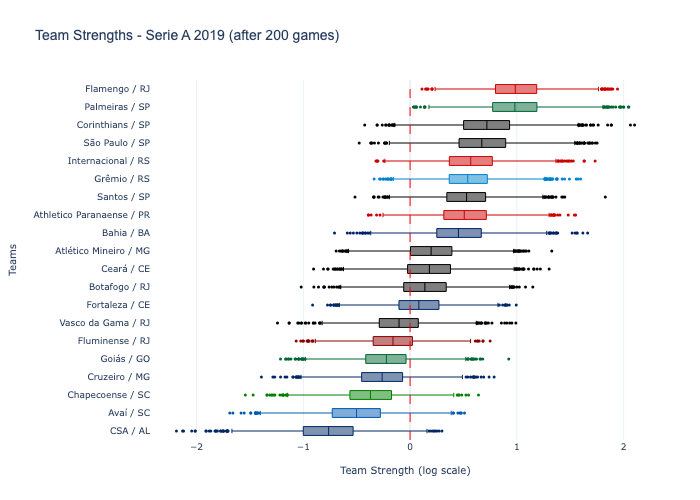 Team Strengths - Serie A 2019 (after 200 games)
Flamengo / RJ
Palmeiras / SP
Corinthians / SP
São Paulo / SP
Internacional / RS
Grêmio / RS
Santos / SP
Athletico Paranaense / PR
Bahia / BA
Atlético Mineiro / MG
Ceará / CE
Botafogo / RJ
Fortaleza / CE
Vasco da Gama / RJ
Fluminense / RJ
Goiás / GO
Cruzeiro / MG
Chapecoense / SC
Avaí / SC
CSA / AL
Teams
−2 −1 0 1 2
Team Strength (log scale)